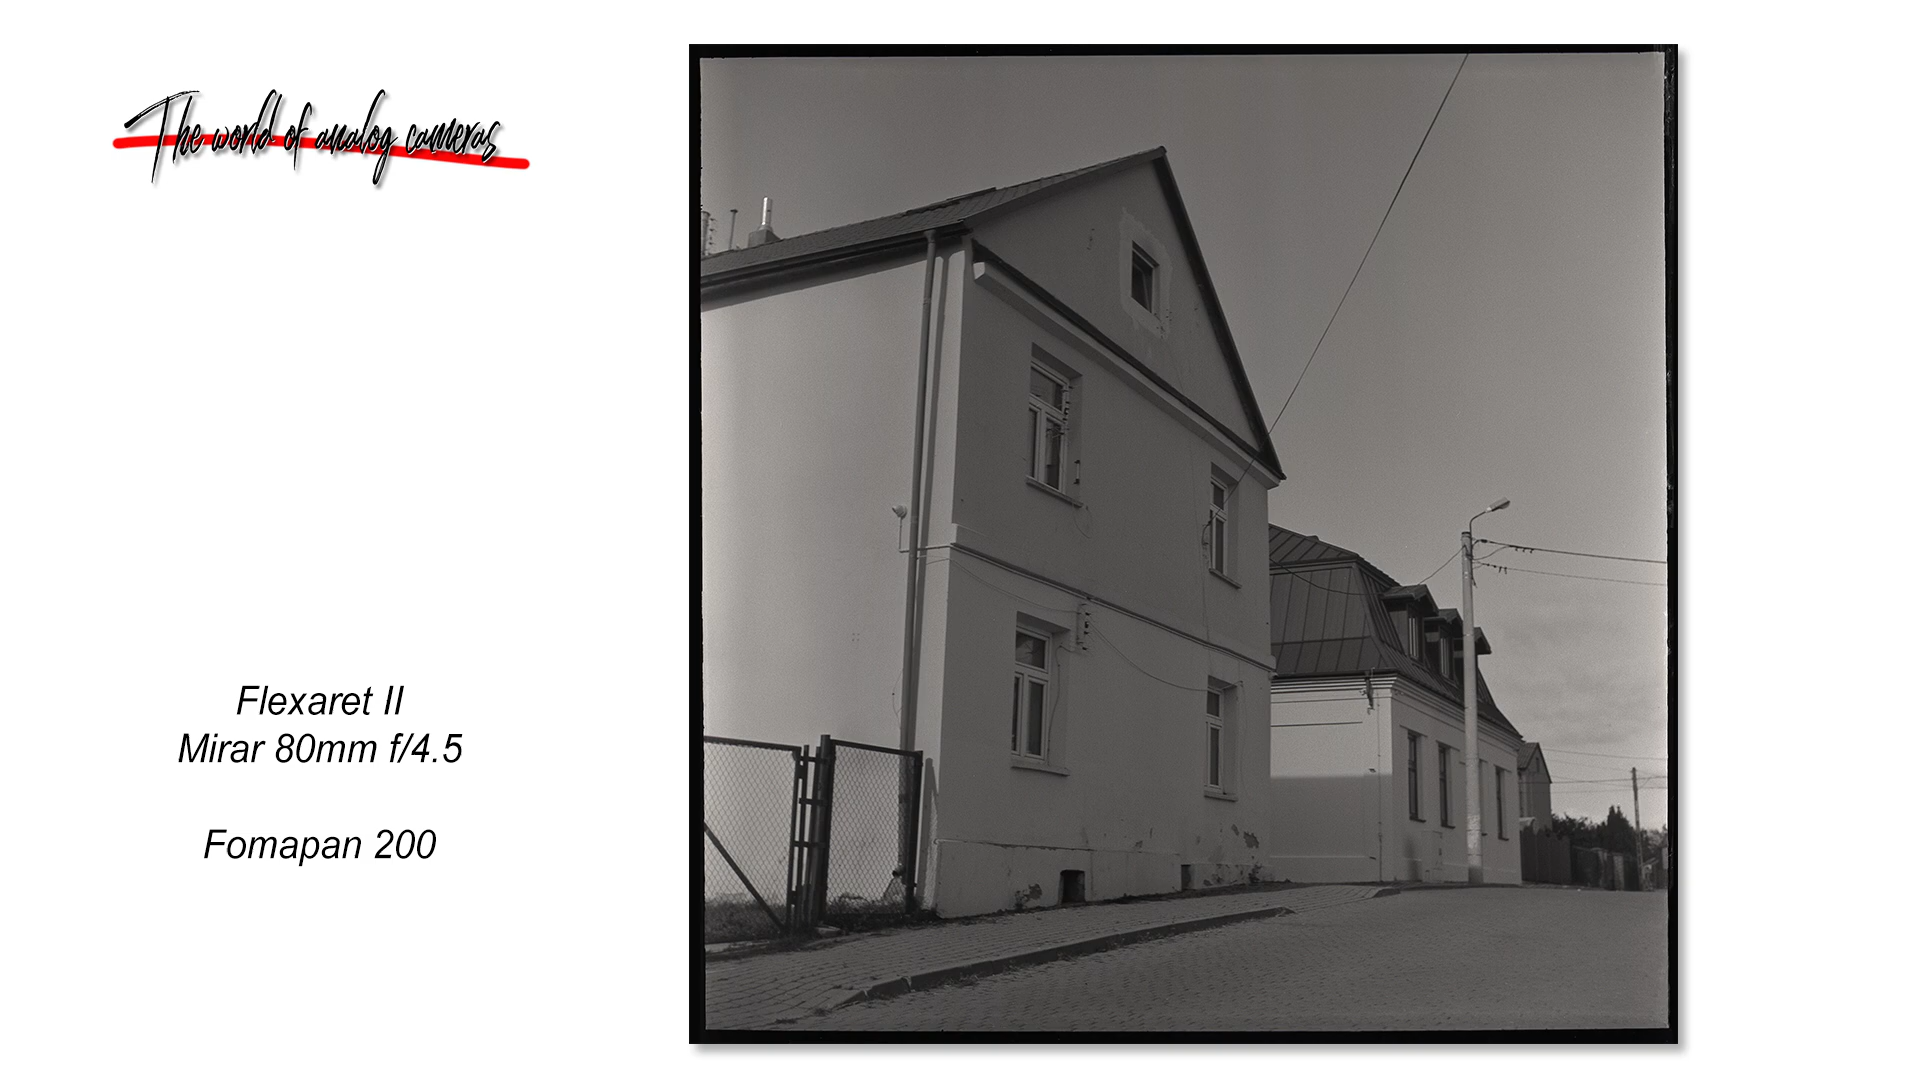 The world of analog cameras
Flexaret II
Mirar 80mm f/4.5
Fomapan 200